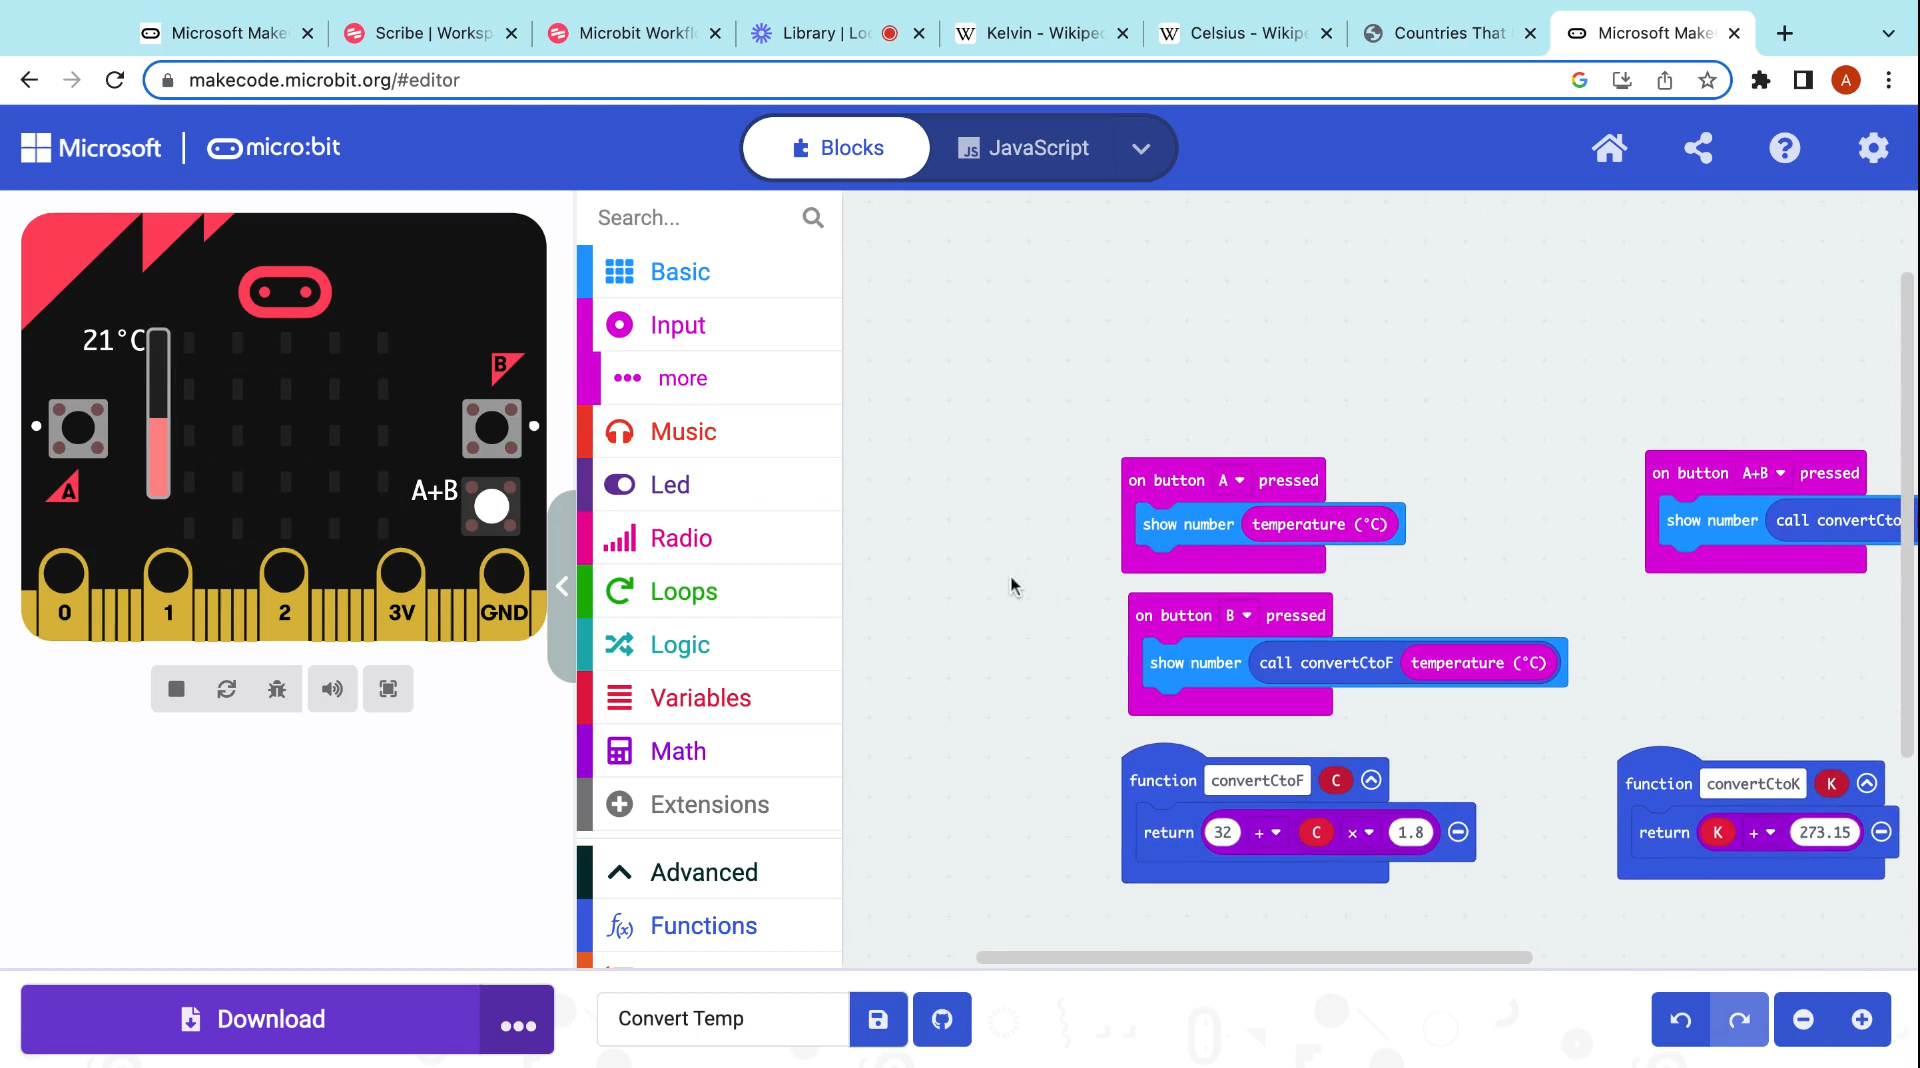 Microsoft Make
Scribe | Worksp
Microbit Workfl
Library | Loo
Kelvin - Wikipe
Celsius - Wikipe
Countries That
Microsoft Make
makecode.microbit.org/#editor
A
Microsoft
micro:bit
Blocks
JS JavaScript
21°C
B
A
A+B
0
1
2
3V
GND
Search...
Basic
Input
more
Music
Led
Radio
Loops
Logic
Variables
Math
Extensions
Advanced
f(x) Functions
on button A pressed
show number temperature (°C)
on button A+B pressed
show number call convertCto
on button B pressed
show number call convertCtoF temperature (°C)
function convertCtoF C
return 32 + C × 1.8
function convertCtoK K
return K + 273.15
Download
Convert Temp